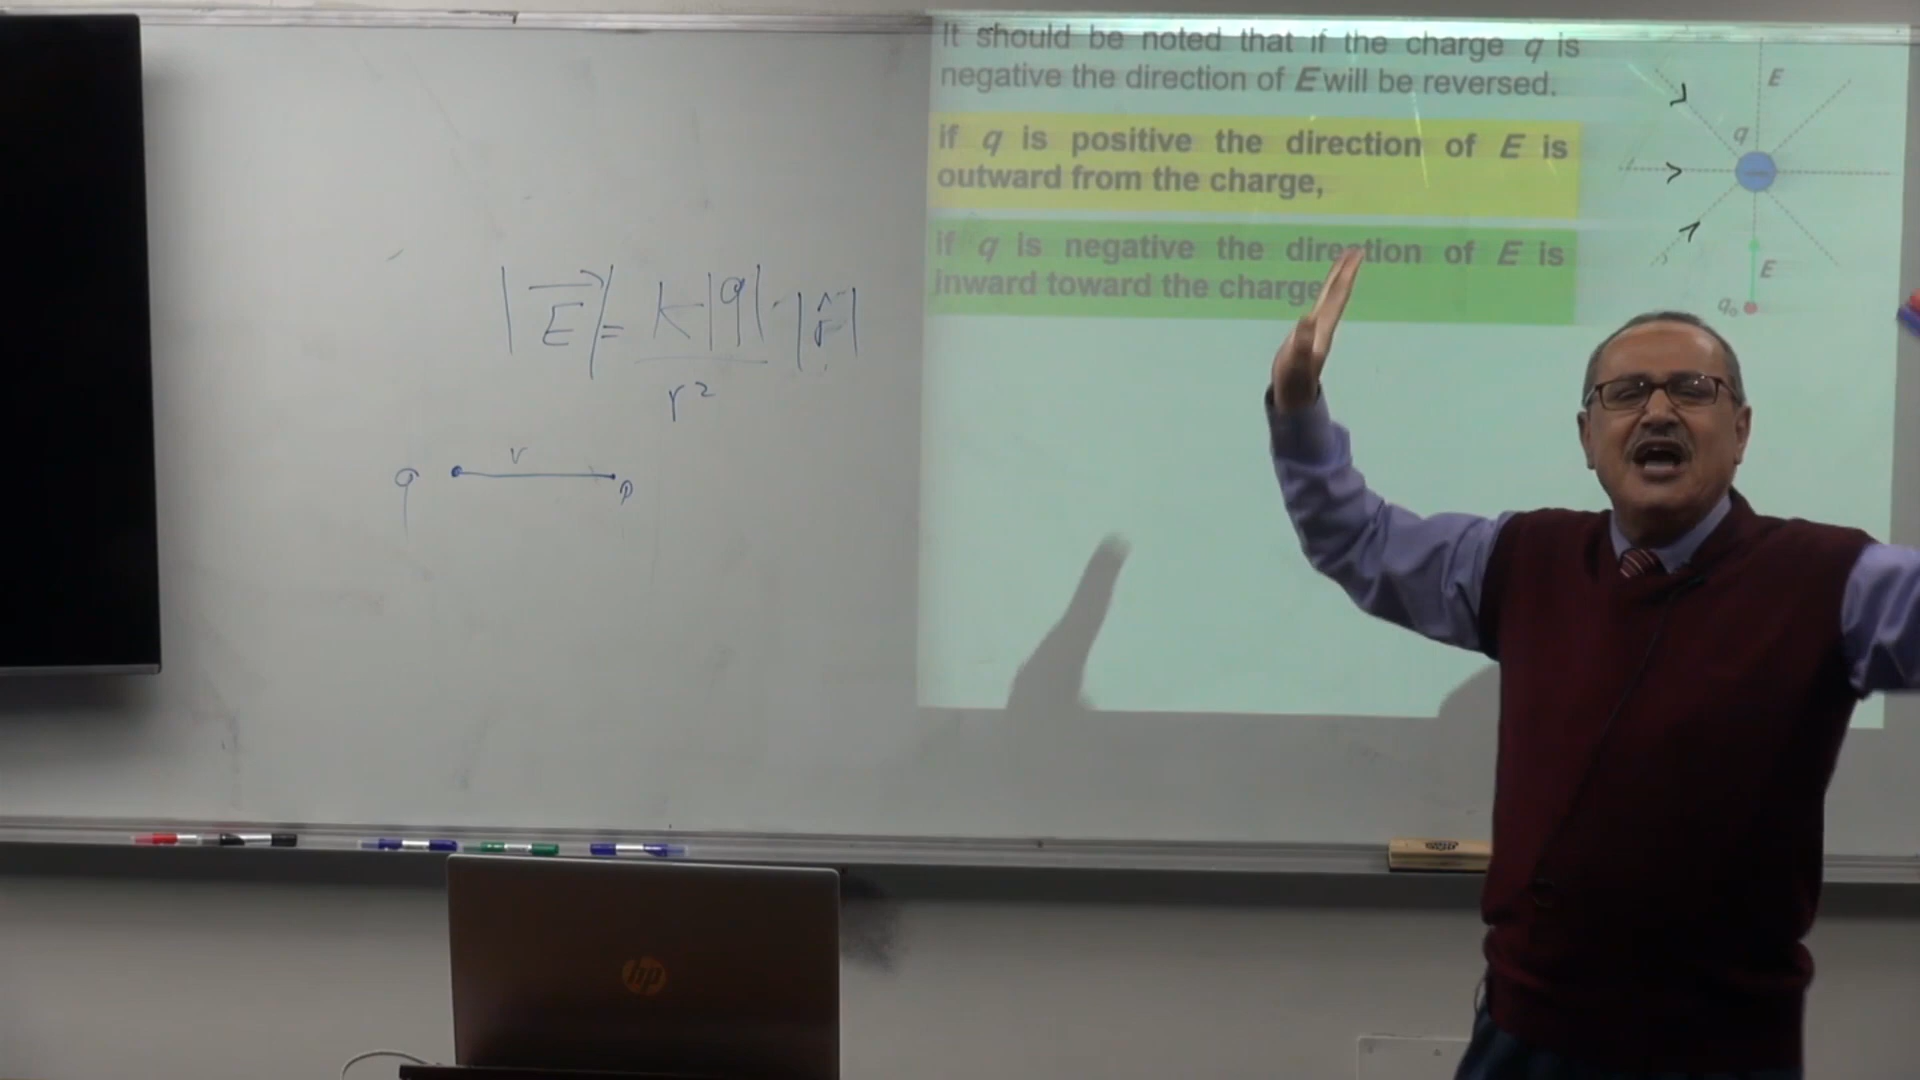 It should be noted that if the charge q is
negative the direction of E will be reversed.
if q is positive the direction of E is
outward from the charge,
if q is negative the direction of E is
inward toward the charge
E
q
E
q₀
|E⃗| = k|q| / r² · |r̂|
q r p
hp